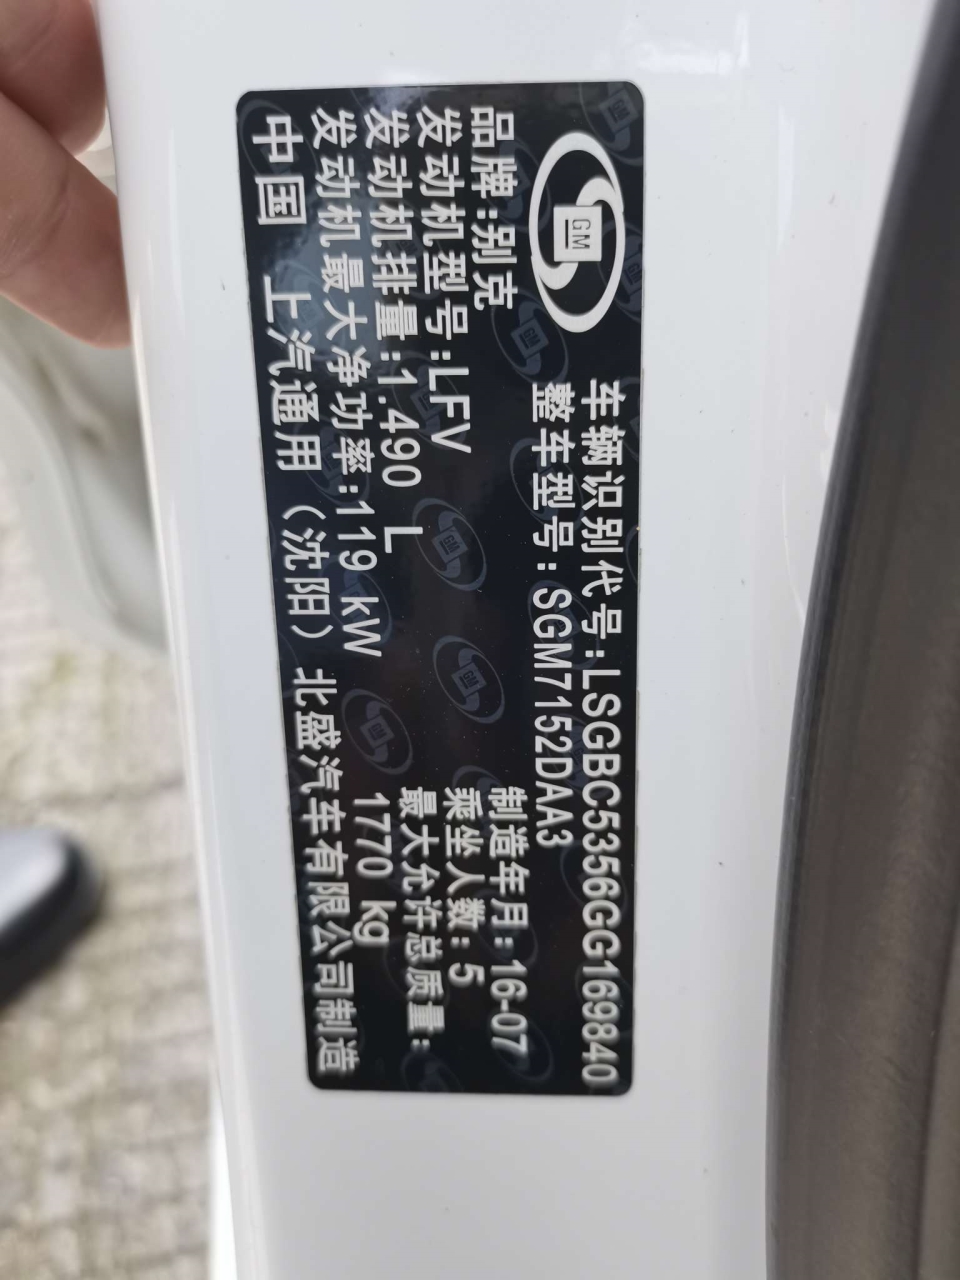 GM
车辆识别代号:LSGBC5356GG169840
整车型号:SGM7152DAA3
品牌:别克
制造年月:16-07
发动机型号:LFV
乘坐人数:5
发动机排量:1.490 L
最大允许总质量:
发动机最大净功率:119 kW
1770 kg
中国 上汽通用(沈阳)北盛汽车有限公司制造